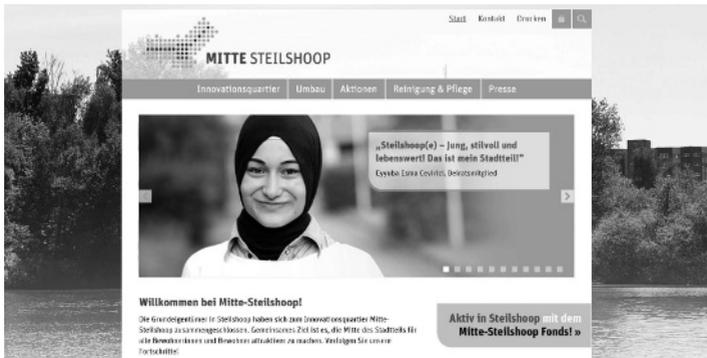 Start Kontakt Drucken
MITTE STEILSHOOP
Innovationsquartier Umbau Aktionen Reinigung & Pflege Presse
„Steilshoop(e) – Jung, stilvoll und
lebenswert! Das ist mein Stadtteil!“
Esma Beiratsmitglied
Willkommen bei Mitte-Steilshoop!
Die Grundeigentümer in Steilshoop haben sich zum Innovationsquartier Mitte-
Steilshoop zusammengeschlossen. Gemeinsames Ziel ist es, die Mitte des Stadtteils für
alle Bewohnerinnen und Bewohner attraktiver zu machen. Verfolgen Sie unsere
Fortschritte!
Aktiv in Steilshoop mit dem
Mitte-Steilshoop Fonds! »